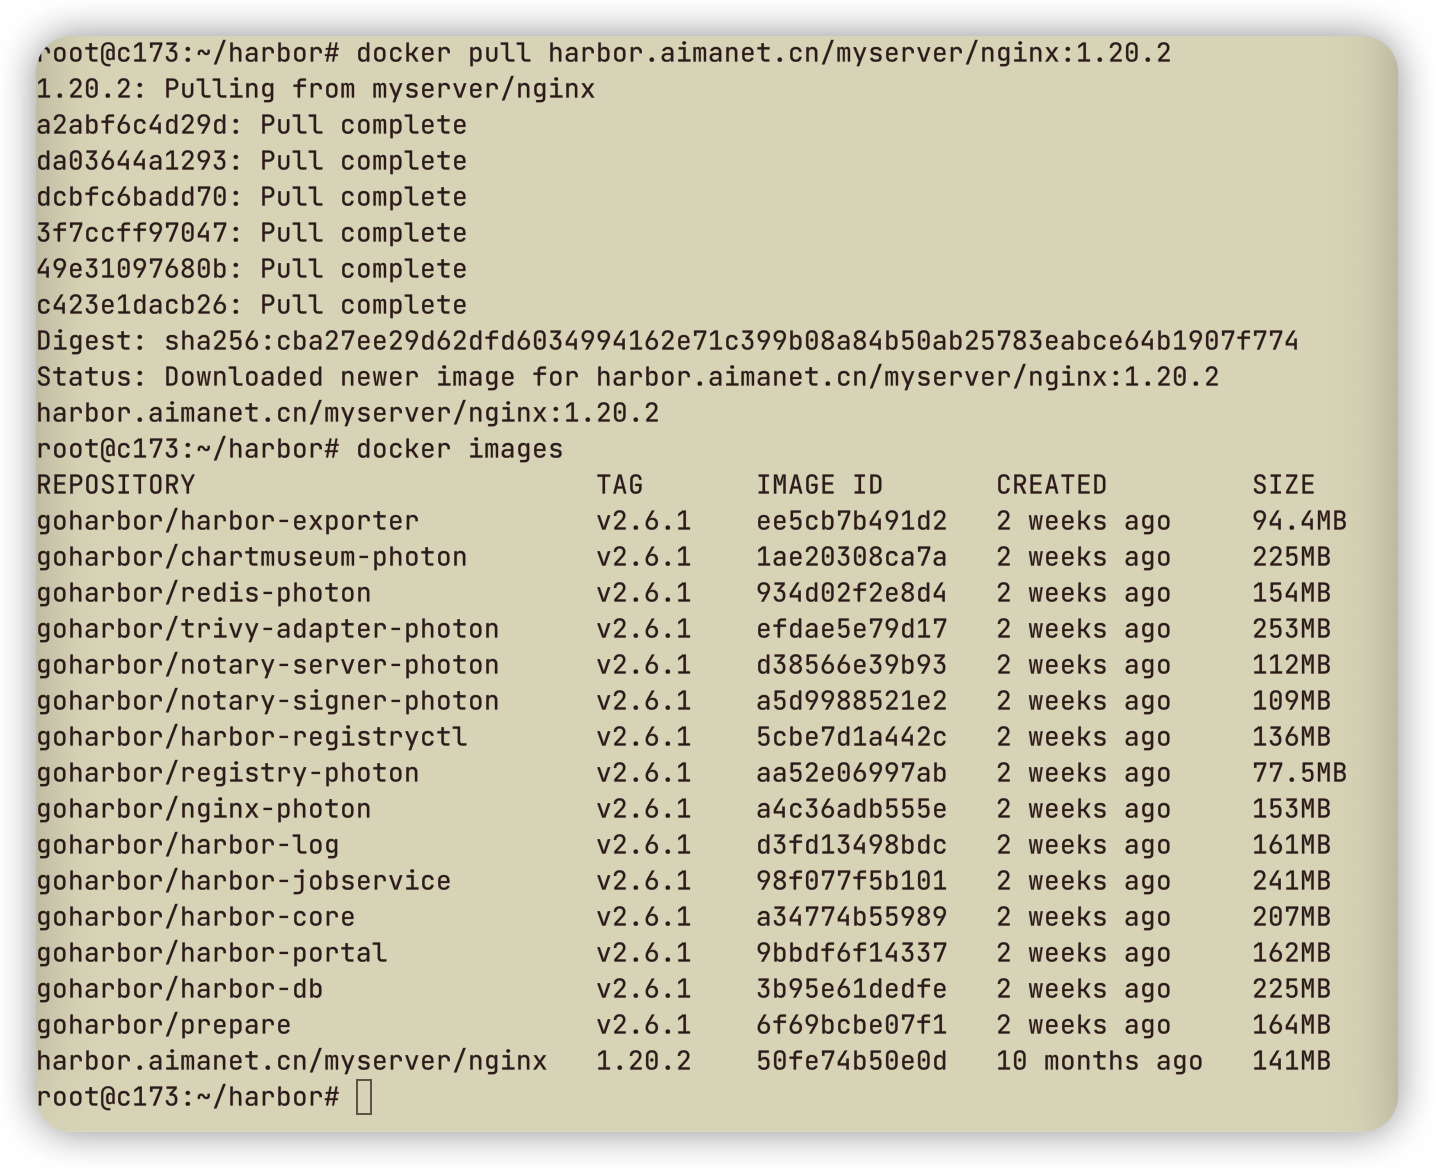 root@c173:~/harbor# docker pull harbor.aimanet.cn/myserver/nginx:1.20.2
1.20.2: Pulling from myserver/nginx
a2abf6c4d29d: Pull complete
da03644a1293: Pull complete
dcbfc6badd70: Pull complete
3f7ccff97047: Pull complete
49e31097680b: Pull complete
c423e1dacb26: Pull complete
Digest: sha256:cba27ee29d62dfd6034994162e71c399b08a84b50ab25783eabce64b1907f774
Status: Downloaded newer image for harbor.aimanet.cn/myserver/nginx:1.20.2
harbor.aimanet.cn/myserver/nginx:1.20.2
root@c173:~/harbor# docker images
REPOSITORY                         TAG       IMAGE ID       CREATED         SIZE
goharbor/harbor-exporter           v2.6.1    ee5cb7b491d2   2 weeks ago     94.4MB
goharbor/chartmuseum-photon        v2.6.1    1ae20308ca7a   2 weeks ago     225MB
goharbor/redis-photon              v2.6.1    934d02f2e8d4   2 weeks ago     154MB
goharbor/trivy-adapter-photon      v2.6.1    efdae5e79d17   2 weeks ago     253MB
goharbor/notary-server-photon      v2.6.1    d38566e39b93   2 weeks ago     112MB
goharbor/notary-signer-photon      v2.6.1    a5d9988521e2   2 weeks ago     109MB
goharbor/harbor-registryctl        v2.6.1    5cbe7d1a442c   2 weeks ago     136MB
goharbor/registry-photon           v2.6.1    aa52e06997ab   2 weeks ago     77.5MB
goharbor/nginx-photon              v2.6.1    a4c36adb555e   2 weeks ago     153MB
goharbor/harbor-log                v2.6.1    d3fd13498bdc   2 weeks ago     161MB
goharbor/harbor-jobservice         v2.6.1    98f077f5b101   2 weeks ago     241MB
goharbor/harbor-core               v2.6.1    a34774b55989   2 weeks ago     207MB
goharbor/harbor-portal             v2.6.1    9bbdf6f14337   2 weeks ago     162MB
goharbor/harbor-db                 v2.6.1    3b95e61dedfe   2 weeks ago     225MB
goharbor/prepare                   v2.6.1    6f69bcbe07f1   2 weeks ago     164MB
harbor.aimanet.cn/myserver/nginx   1.20.2    50fe74b50e0d   10 months ago   141MB
root@c173:~/harbor#